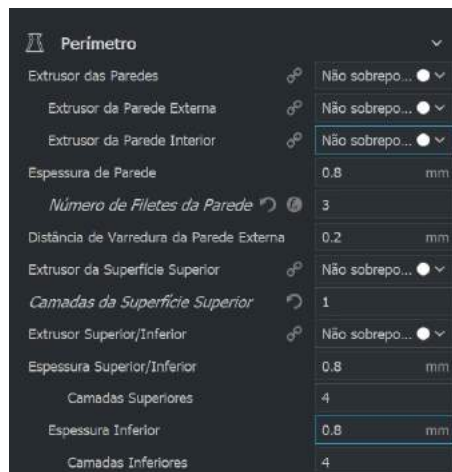 Perímetro
Extrusor das Paredes Não sobrepo...
Extrusor da Parede Externa Não sobrepo...
Extrusor da Parede Interior Não sobrepo...
Espessura de Parede 0.8 mm
Número de Filetes da Parede 3
Distância de Varredura da Parede Externa 0.2 mm
Extrusor da Superfície Superior Não sobrepo...
Camadas da Superfície Superior 1
Extrusor Superior/Inferior Não sobrepo...
Espessura Superior/Inferior 0.8 mm
Camadas Superiores 4
Espessura Inferior 0.8 mm
Camadas Inferiores 4